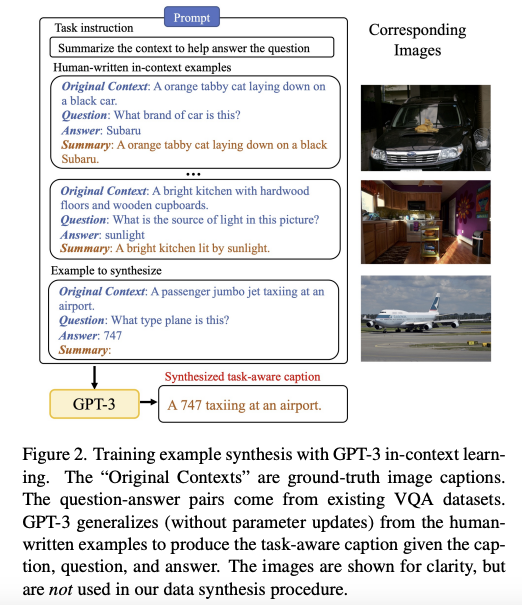 Prompt
Task instruction
Summarize the context to help answer the question
Human-written in-context examples
Original Context: A orange tabby cat laying down on
a black car.
Question: What brand of car is this?
Answer: Subaru
Summary: A orange tabby cat laying down on a black
Subaru.
...
Original Context: A bright kitchen with hardwood
floors and wooden cupboards.
Question: What is the source of light in this picture?
Answer: sunlight
Summary: A bright kitchen lit by sunlight.
Example to synthesize
Original Context: A passenger jumbo jet taxiing at an
airport.
Question: What type plane is this?
Answer: 747
Summary:
Corresponding
Images
Synthesized task-aware caption
GPT-3
A 747 taxiing at an airport.
Figure 2. Training example synthesis with GPT-3 in-context learn-
ing. The “Original Contexts” are ground-truth image captions.
The question-answer pairs come from existing VQA datasets.
GPT-3 generalizes (without parameter updates) from the human-
written examples to produce the task-aware caption given the cap-
tion, question, and answer. The images are shown for clarity, but
are not used in our data synthesis procedure.